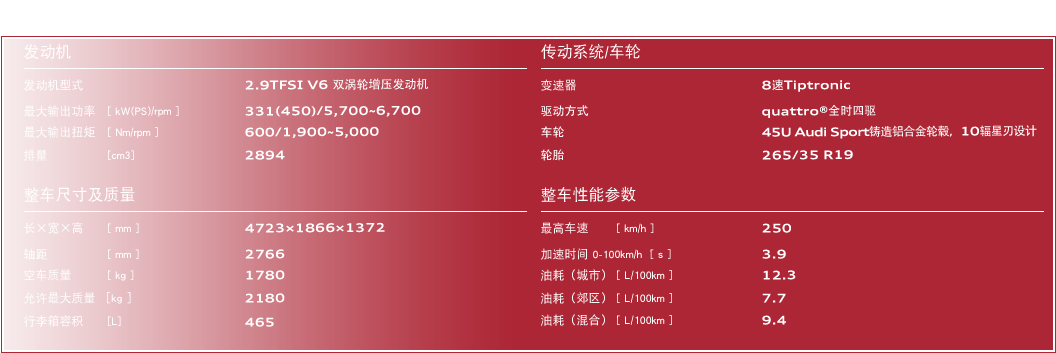 发动机
发动机型式 2.9TFSI V6 双涡轮增压发动机
最大输出功率 [ kW(PS)/rpm ] 331(450)/5,700~6,700
最大输出扭矩 [ Nm/rpm ] 600/1,900~5,000
排量 [cm3] 2894
整车尺寸及质量
长×宽×高 [ mm ] 4723×1866×1372
轴距 [ mm ] 2766
空车质量 [ kg ] 1780
允许最大质量 [kg ] 2180
行李箱容积 [L] 465
传动系统/车轮
变速器 8速Tiptronic
驱动方式 quattro®全时四驱
车轮 45U Audi Sport铸造铝合金轮毂，10辐星刃设计
轮胎 265/35 R19
整车性能参数
最高车速 [ km/h ] 250
加速时间 0-100km/h [ s ] 3.9
油耗（城市）[ L/100km ] 12.3
油耗（郊区）[ L/100km ] 7.7
油耗（混合）[ L/100km ] 9.4